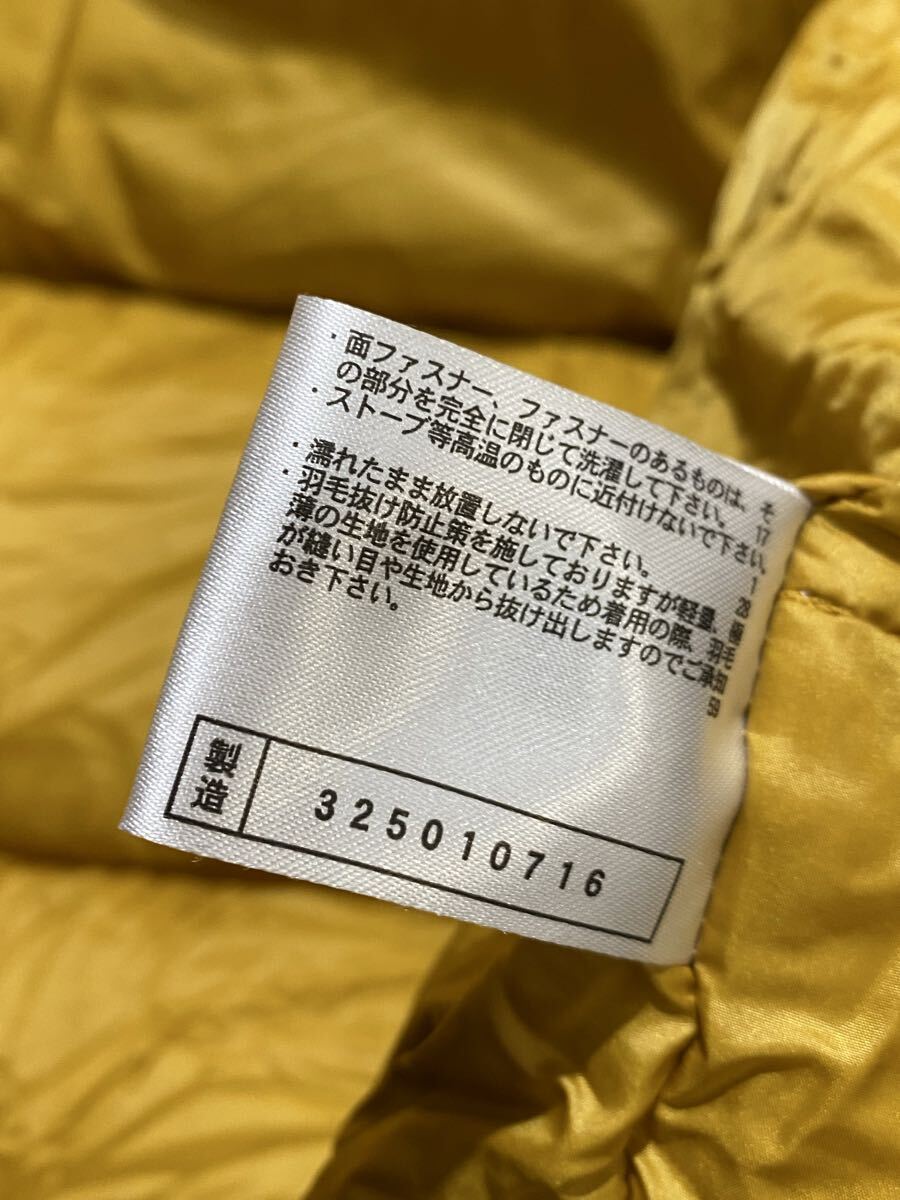 ・面ファスナー、ファスナーのあるものは、そ
の部分を完全に閉じて洗濯して下さい。
・ストーブ等高温のものに近付けないで下さい。
・濡れたまま放置しないで下さい。
・羽毛抜け防止策を施しておりますが軽量、
薄の生地を使用しているため着用の際、羽毛
が縫い目や生地から抜け出しますのでご承知
おき下さい。
製造
325010716